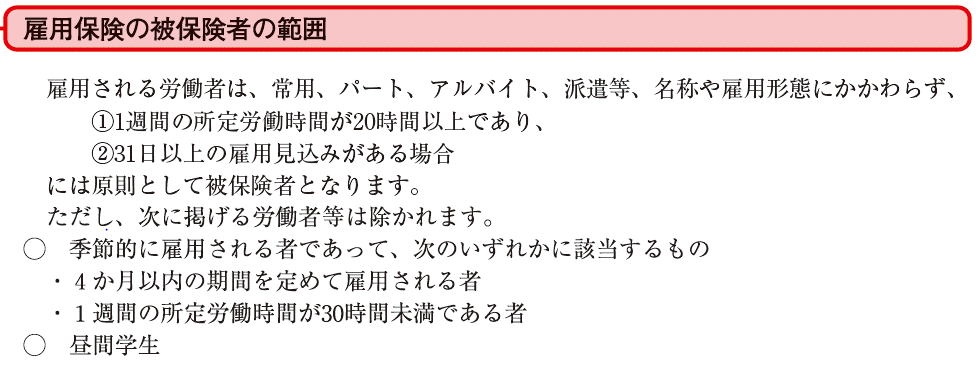 雇用保険の被保険者の範囲
雇用される労働者は、常用、パート、アルバイト、派遣等、名称や雇用形態にかかわらず、
①1週間の所定労働時間が20時間以上であり、
②31日以上の雇用見込みがある場合
には原則として被保険者となります。
ただし、次に掲げる労働者等は除かれます。
○　季節的に雇用される者であって、次のいずれかに該当するもの
・４か月以内の期間を定めて雇用される者
・１週間の所定労働時間が30時間未満である者
○　昼間学生